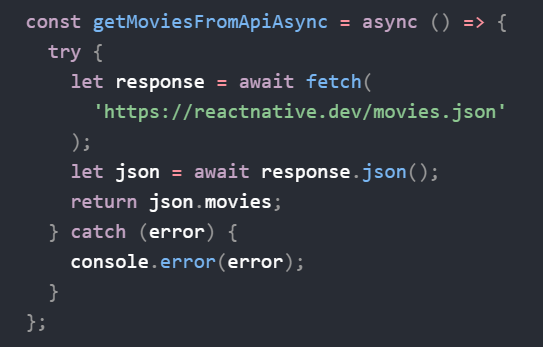 const getMoviesFromApiAsync = async () => {
  try {
    let response = await fetch(
      'https://reactnative.dev/movies.json'
    );
    let json = await response.json();
    return json.movies;
  } catch (error) {
    console.error(error);
  }
};